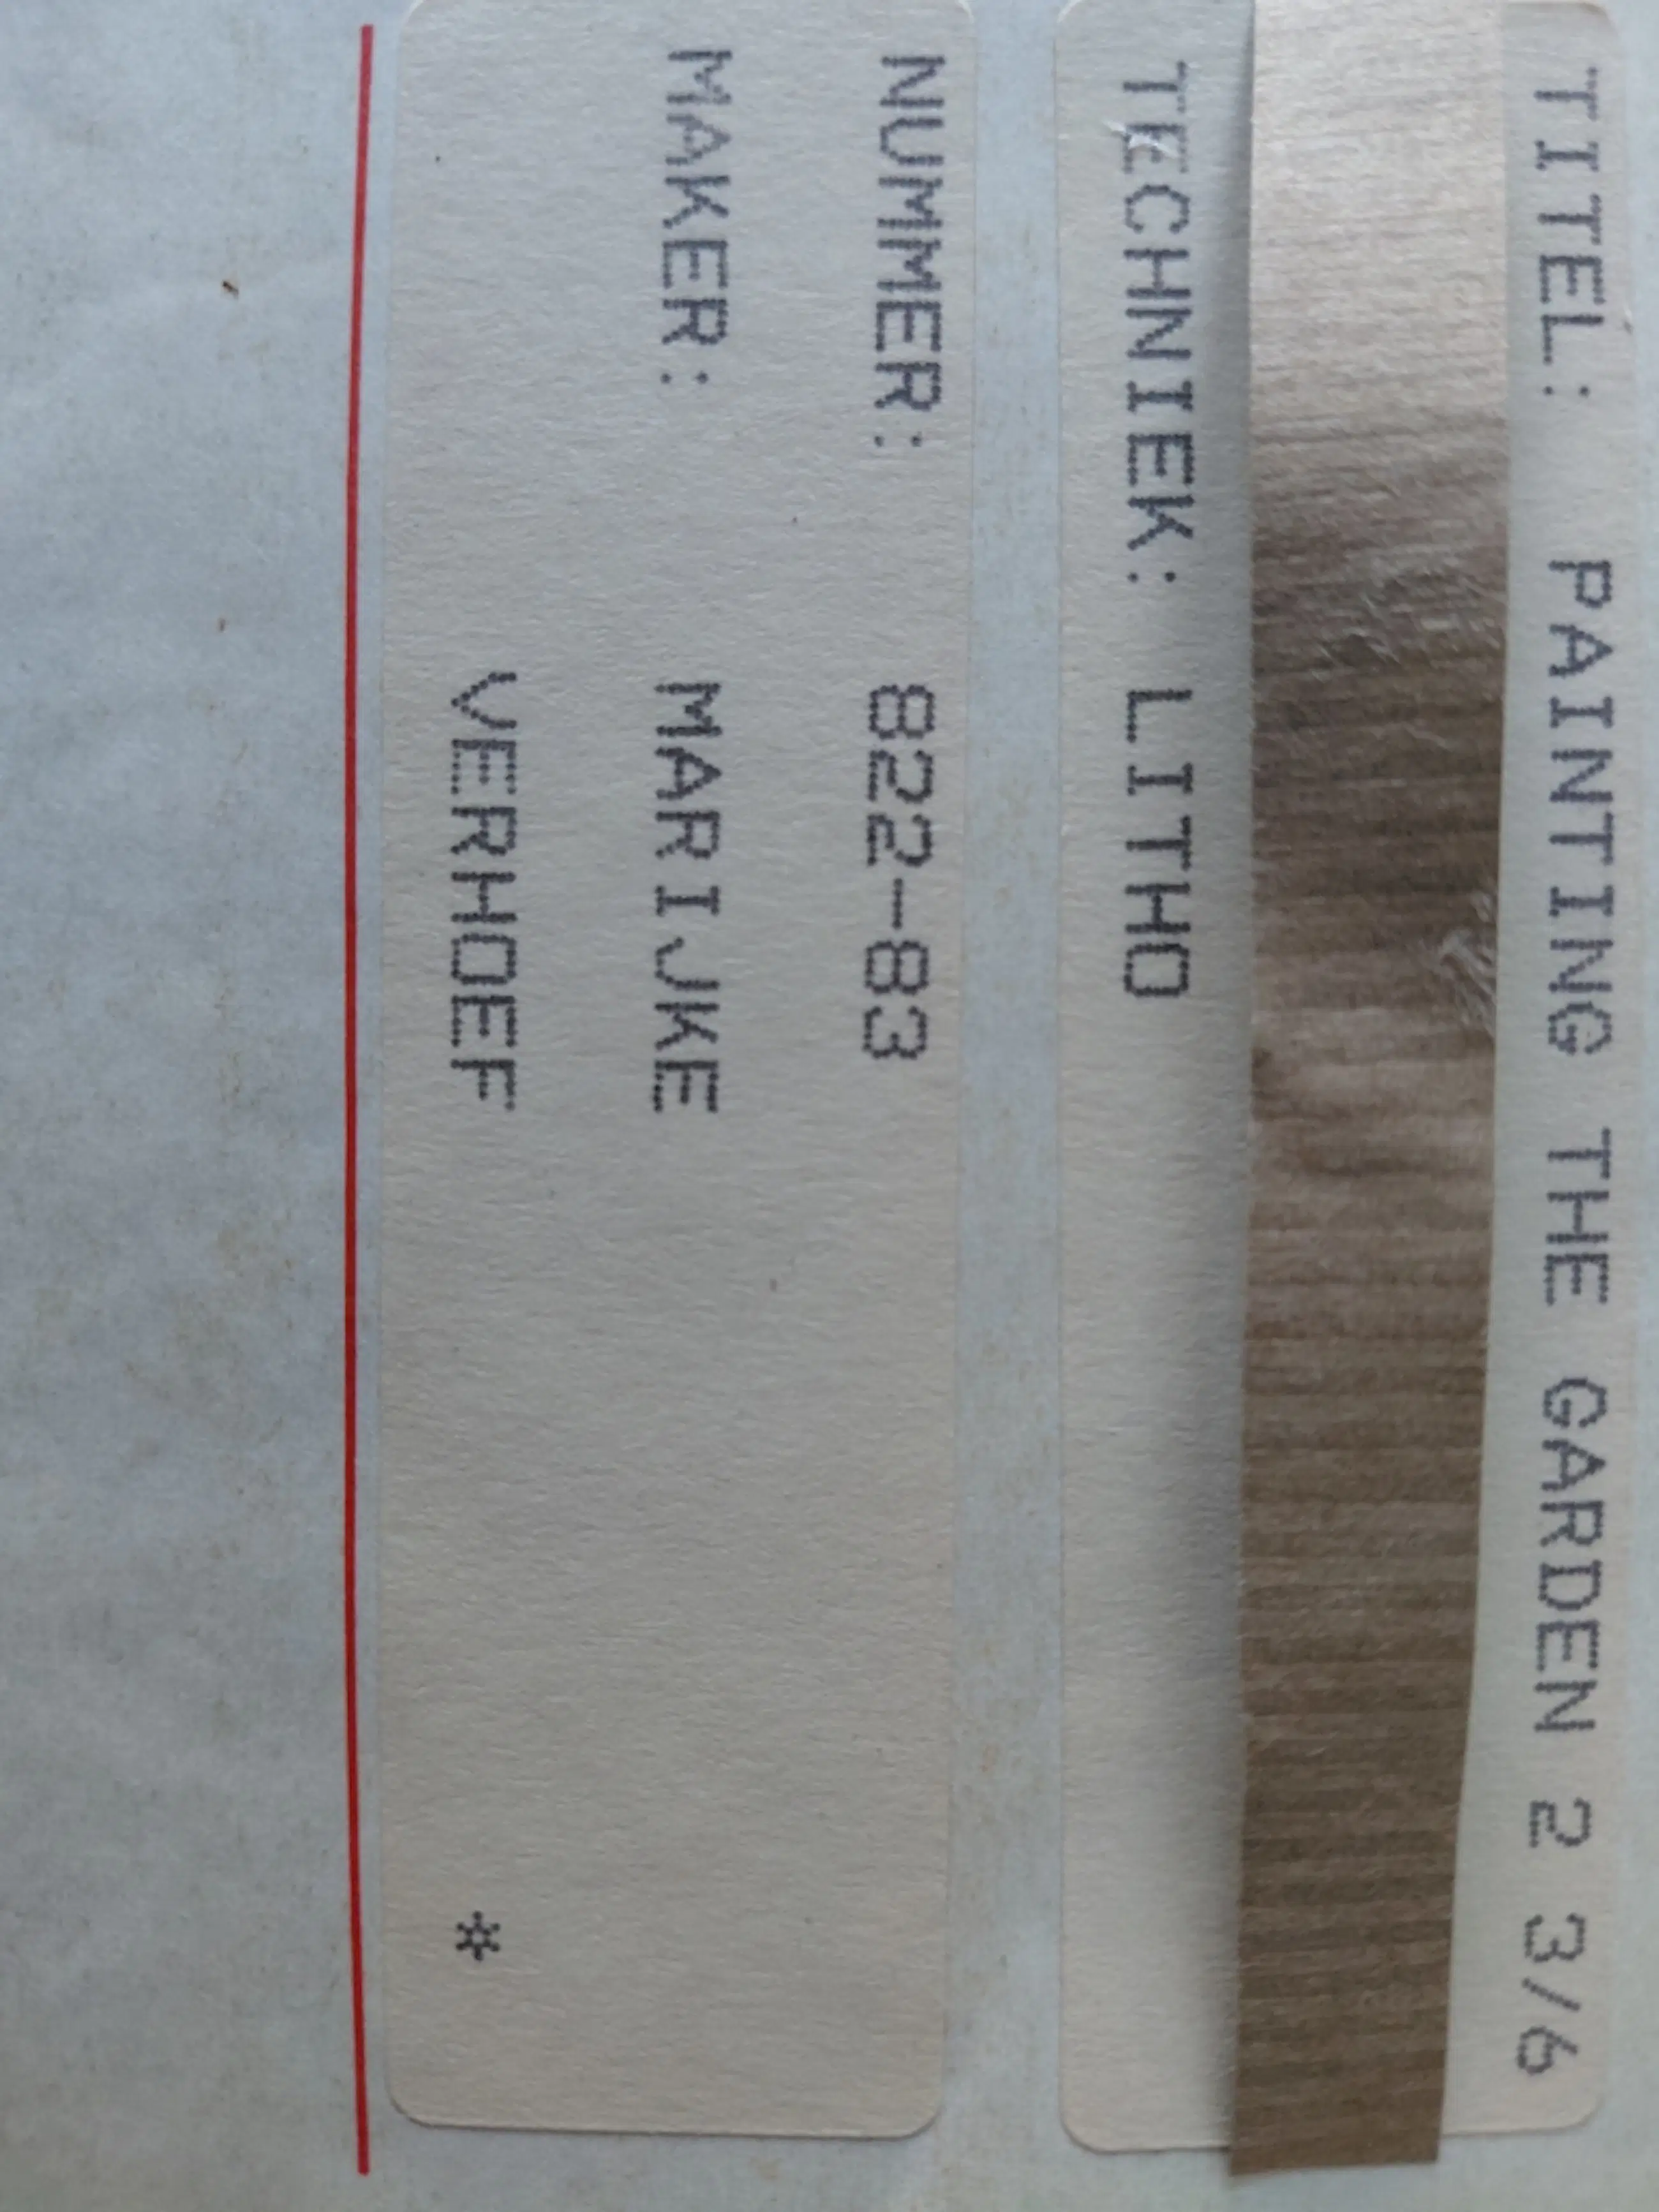 TITEL: PAINTING THE GARDEN 2 3/6
TECHNIEK: LITHO
NUMMER: 822-83
MAKER: MARIJKE
VERHOEF *